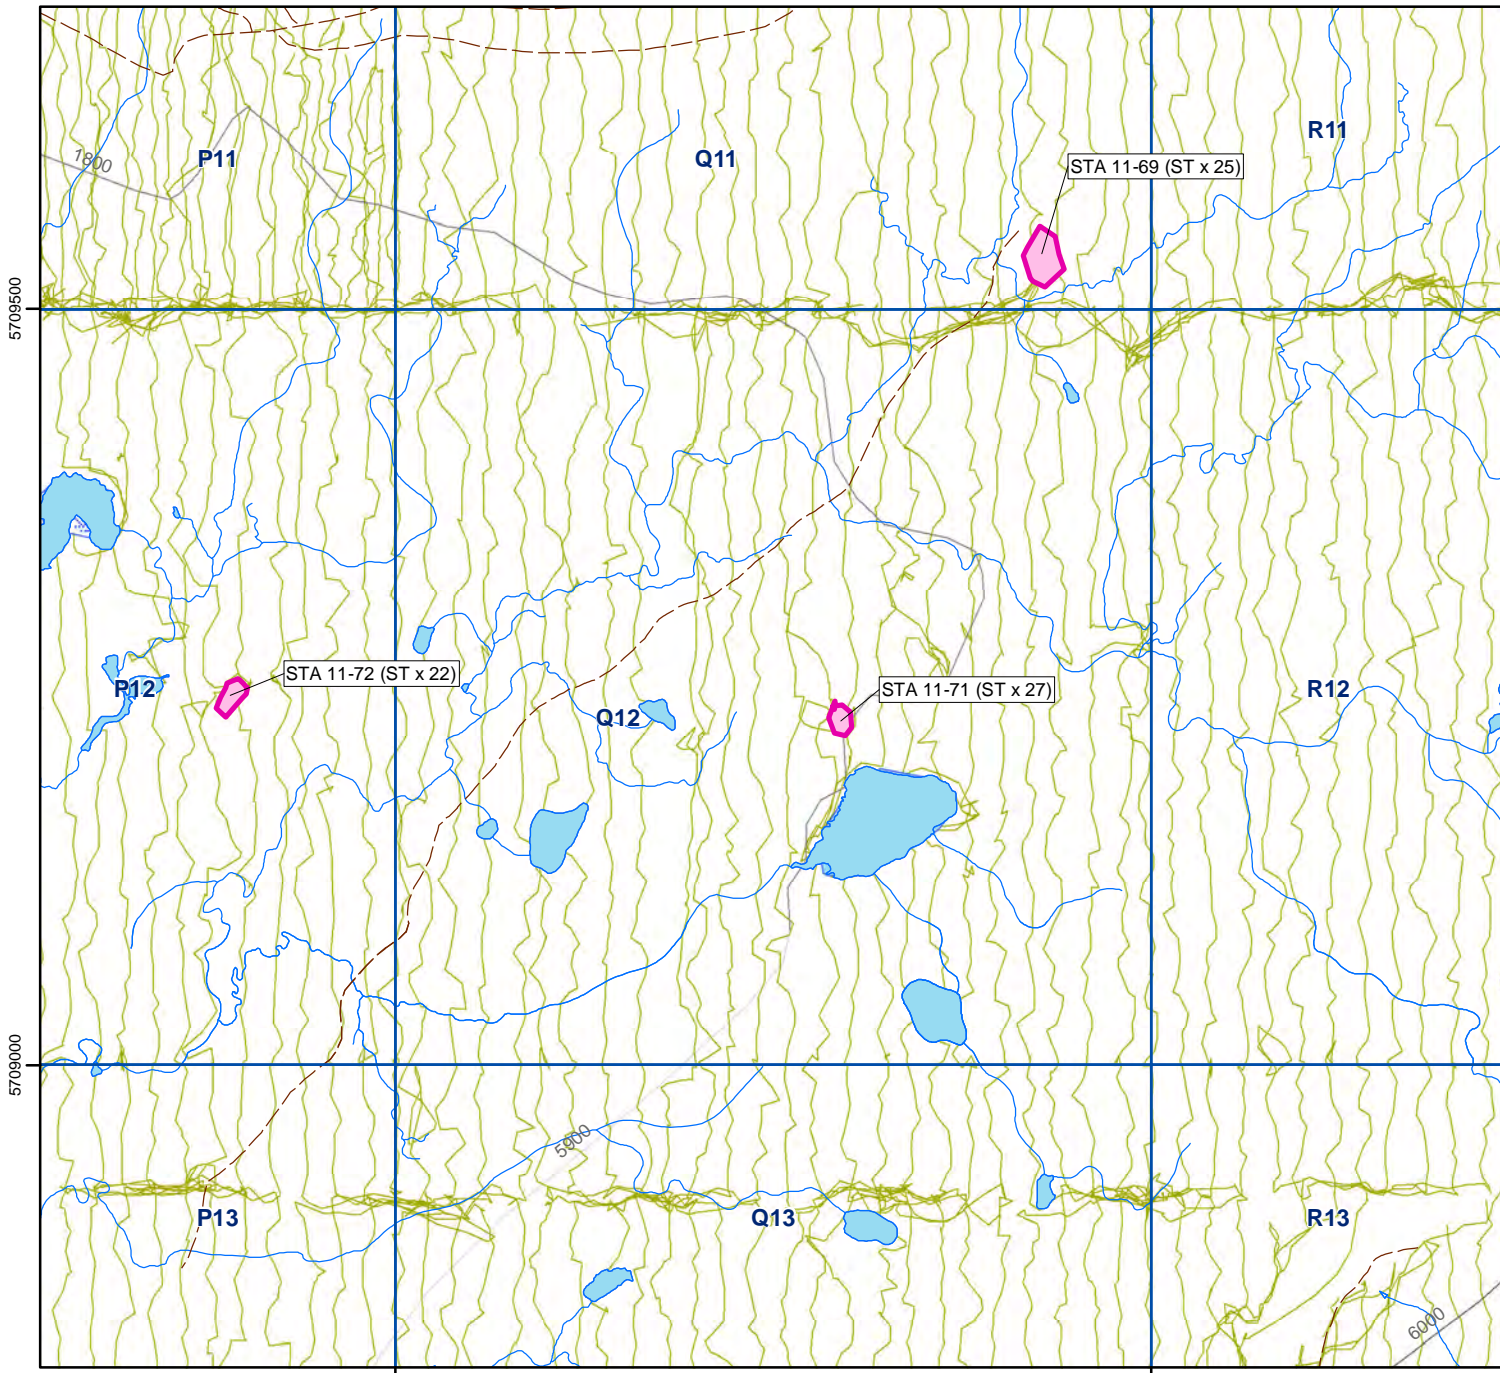 R11
P11
Q11
1800
STA 11-69 (ST x 25)
5709500
STA 11-72 (ST x 22)
P12
Q12
STA 11-71 (ST x 27)
R12
5709000
5900
P13
Q13
R13
6000